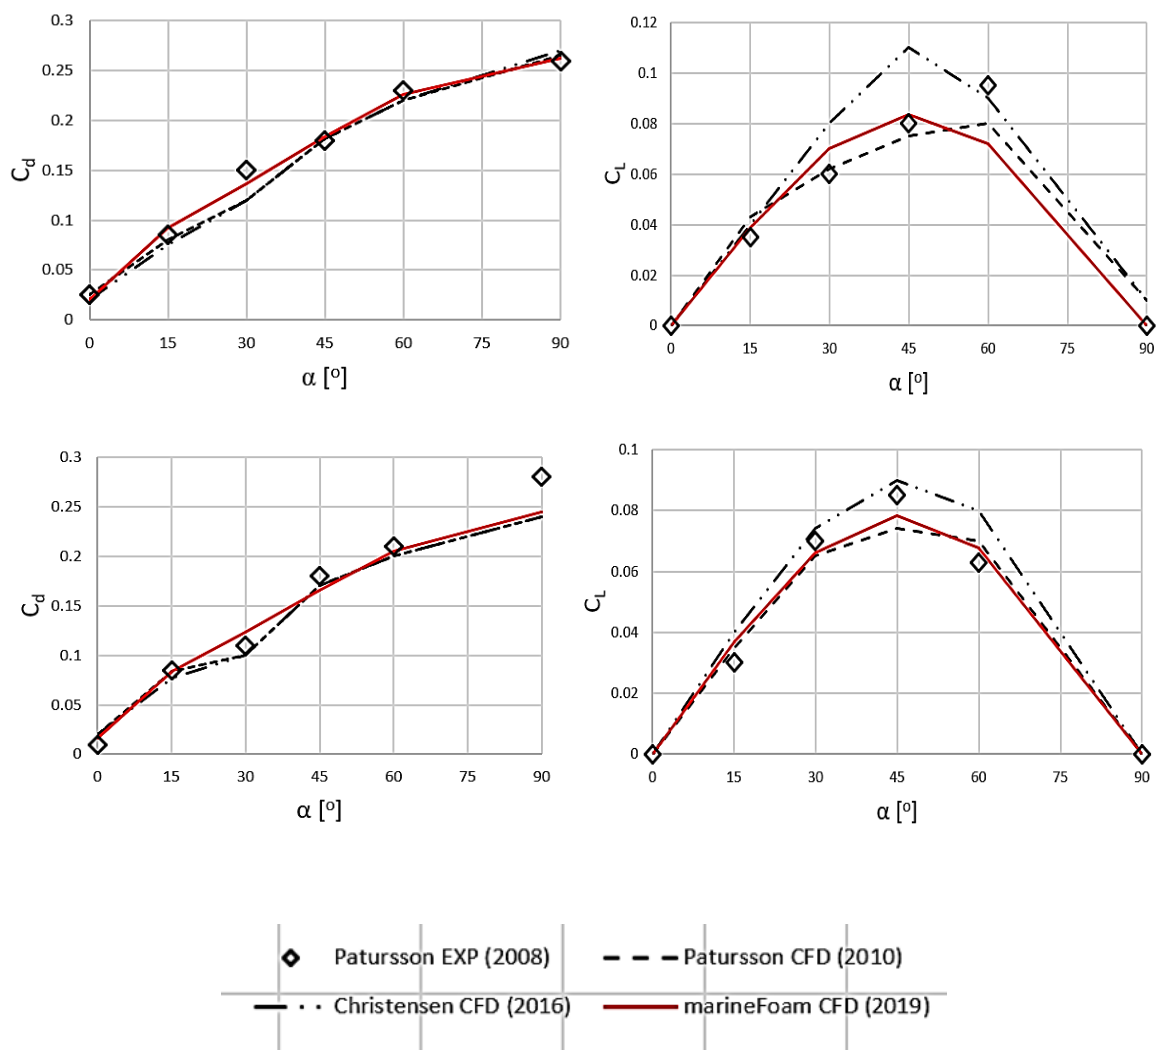 0.3
0.25
0.2
0.15
0.1
0.05
0
Cd
0 15 30 45 60 75 90
α [º]
0.12
0.1
0.08
0.06
0.04
0.02
0
CL
0 15 30 45 60 75 90
α [º]
0.3
0.25
0.2
0.15
0.1
0.05
0
Cd
0 15 30 45 60 75 90
α [º]
0.1
0.08
0.06
0.04
0.02
0
CL
0 15 30 45 60 75 90
α [º]
Patursson EXP (2008) Patursson CFD (2010)
Christensen CFD (2016) marineFoam CFD (2019)